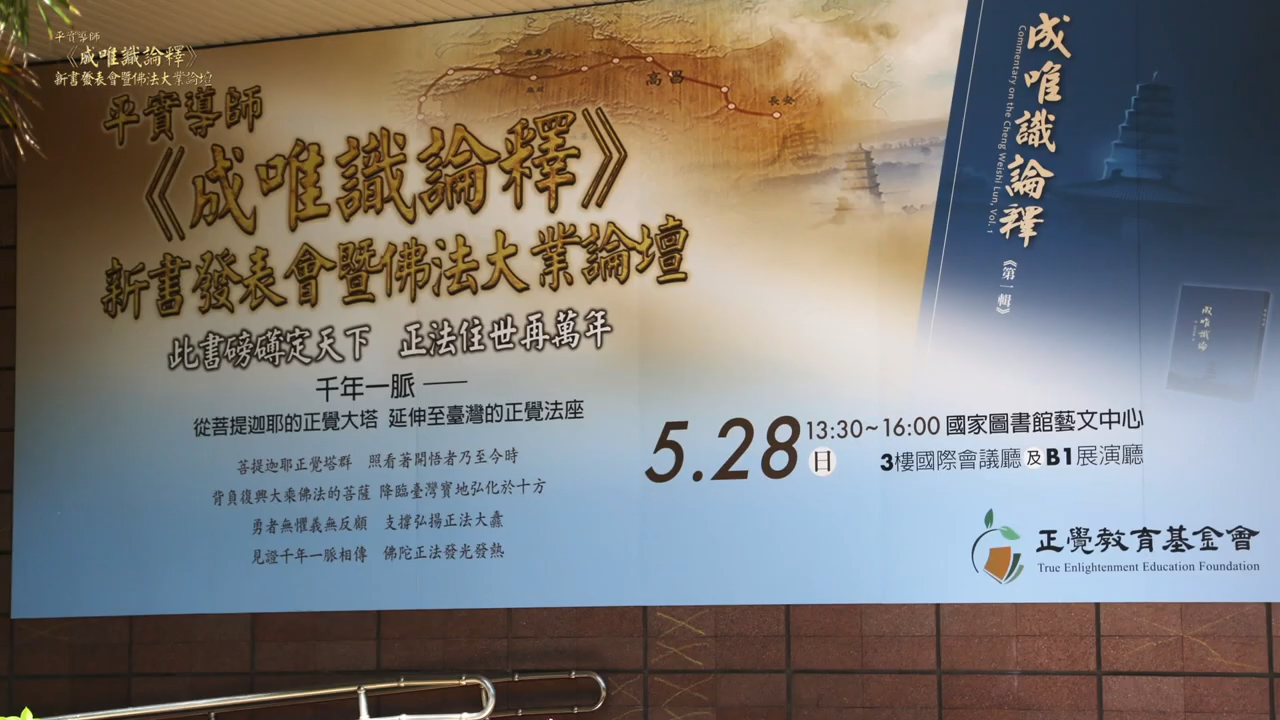 平實導師
《成唯識論釋》
新書發表會暨佛法大業論壇
平實導師
《成唯識論釋》
新書發表會暨佛法大業論壇
此書磅礴定天下 正法住世再萬年
千年一脈——
從菩提迦耶的正覺大塔 延伸至臺灣的正覺法座
菩提迦耶正覺塔群 照看著開悟者乃至今時
背負復興大乘佛法的菩薩 降臨臺灣寶地弘化於十方
勇者無懼義無反顧 支撐弘揚正法大纛
見證千年一脈相傳 佛陀正法發光發熱
高昌
長安
成唯識論釋
Commentary on the Cheng Weishi Lun, Vol. 1
《第一輯》
成唯識論
5.28 日 13:30~16:00 國家圖書館藝文中心
3樓國際會議廳及B1展演廳
正覺教育基金會
True Enlightenment Education Foundation